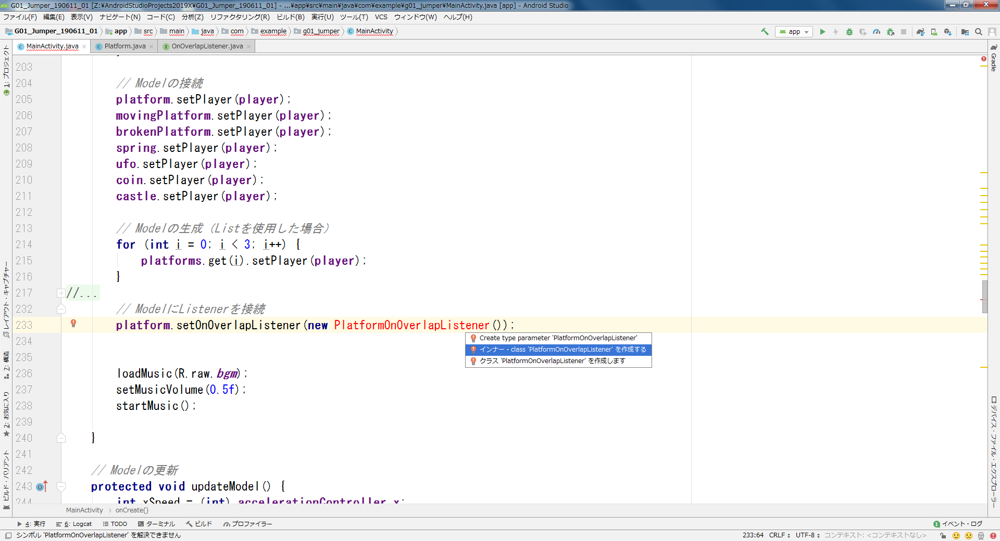 G01_Jumper_190611_01 [Z:¥AndroidStudioProjects2019X¥G01_Jumper_190611_01] - ...¥app¥src¥main¥java¥com¥example¥g01_jumper¥MainActivity.java [app] - Android Studio
ファイル(F) 編集(E) 表示(V) ナビゲート(N) コード(C) 分析(Z) リファクタリング(R) ビルド(B) 実行(U) ツール(T) VCS ウィンドウ(W) ヘルプ(H)
G01_Jumper_190611_01 app src main java com example g01_jumper MainActivity app
MainActivity.java Platform.java OnOverlapListener.java
1: プロジェクト
レイアウト・キャプチャー
7: 構造
2: お気に入り
ビルド・バリアント
203
204 // Modelの接続
205 platform.setPlayer(player);
206 movingPlatform.setPlayer(player);
207 brokenPlatform.setPlayer(player);
208 spring.setPlayer(player);
209 ufo.setPlayer(player);
210 coin.setPlayer(player);
211 castle.setPlayer(player);
212
213 // Modelの生成（Listを使用した場合）
214 for (int i = 0; i < 3; i++) {
215 platforms.get(i).setPlayer(player);
216 }
217 //...
232 // ModelにListenerを接続
233 platform.setOnOverlapListener(new PlatformOnOverlapListener());
Create type parameter 'PlatformOnOverlapListener'
インナー・class 'PlatformOnOverlapListener' を作成する
クラス 'PlatformOnOverlapListener' を作成します
234
235
236 loadMusic(R.raw.bgm);
237 setMusicVolume(0.5f);
238 startMusic();
239
240 }
241
242 // Modelの更新
243 protected void updateModel() {
244 int xSpeed = (int) accelerationController.x;
Gradle
デバイス・ファイル・エクスプローラー
MainActivity › onCreate()
4: 実行 6: Logcat TODO ターミナル ビルド プロファイラー 1 イベント・ログ
シンボル 'PlatformOnOverlapListener' を解決できません 233:64 CRLF UTF-8 コンテキスト: <コンテキストなし>